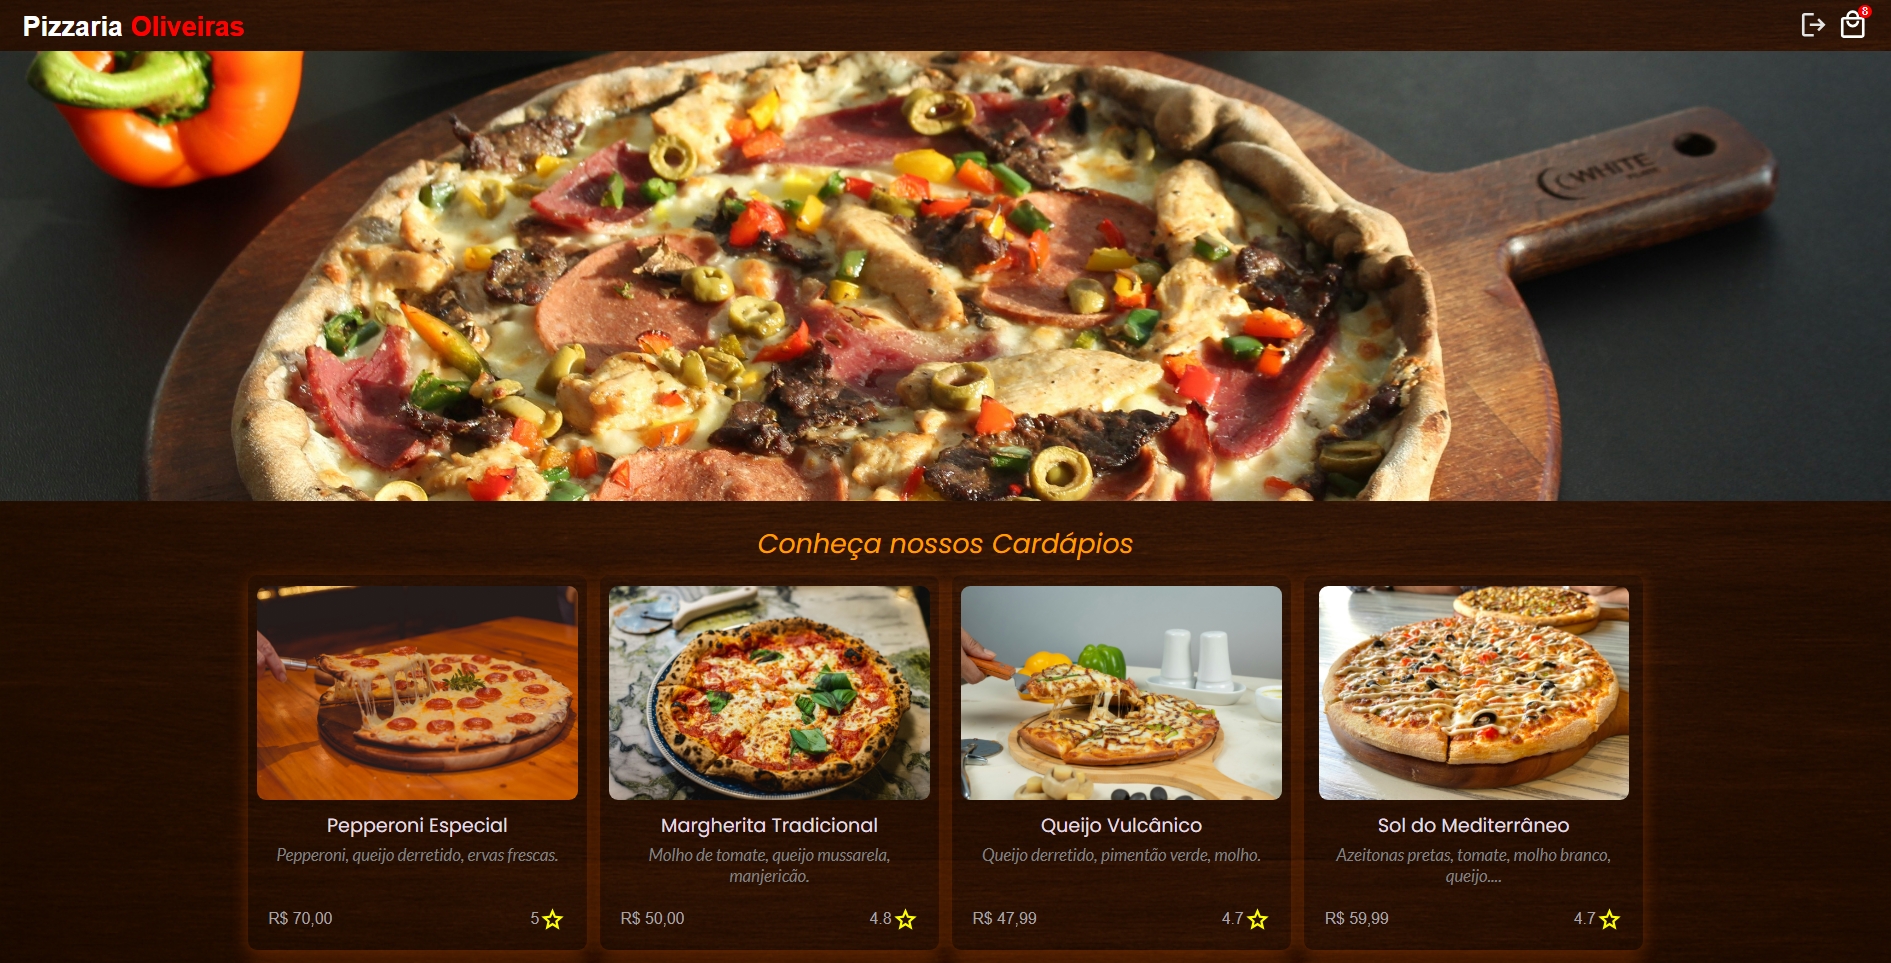 Pizzaria Oliveiras
8
WHITE
Conheça nossos Cardápios
Pepperoni Especial
Pepperoni, queijo derretido, ervas frescas.
R$ 70,00
5
Margherita Tradicional
Molho de tomate, queijo mussarela,
manjericão.
R$ 50,00
4.8
Queijo Vulcânico
Queijo derretido, pimentão verde, molho.
R$ 47,99
4.7
Sol do Mediterrâneo
Azeitonas pretas, tomate, molho branco,
queijo....
R$ 59,99
4.7